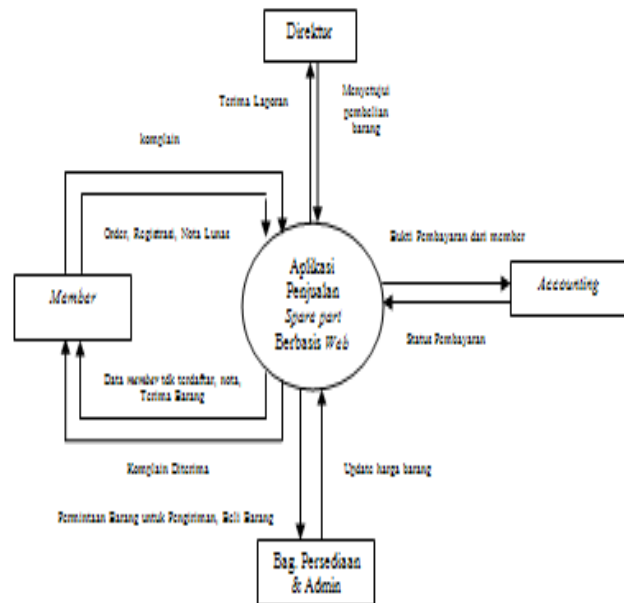 Direktur
Terima Laporan
Menyetujui
pembelian
barang
komplain
Order, Registrasi, Nota Lunas
Bukti Pembayaran dari member
Aplikasi
Penjualan
Spare part
Berbasis Web
Member
Accounting
Status Pembayaran
Data member tdk terdaftar, nota,
Terima Barang
Komplain Diterima
Update harga barang
Permintaan Barang untuk Pengiriman, Beli Barang
Bag. Persediaan
& Admin